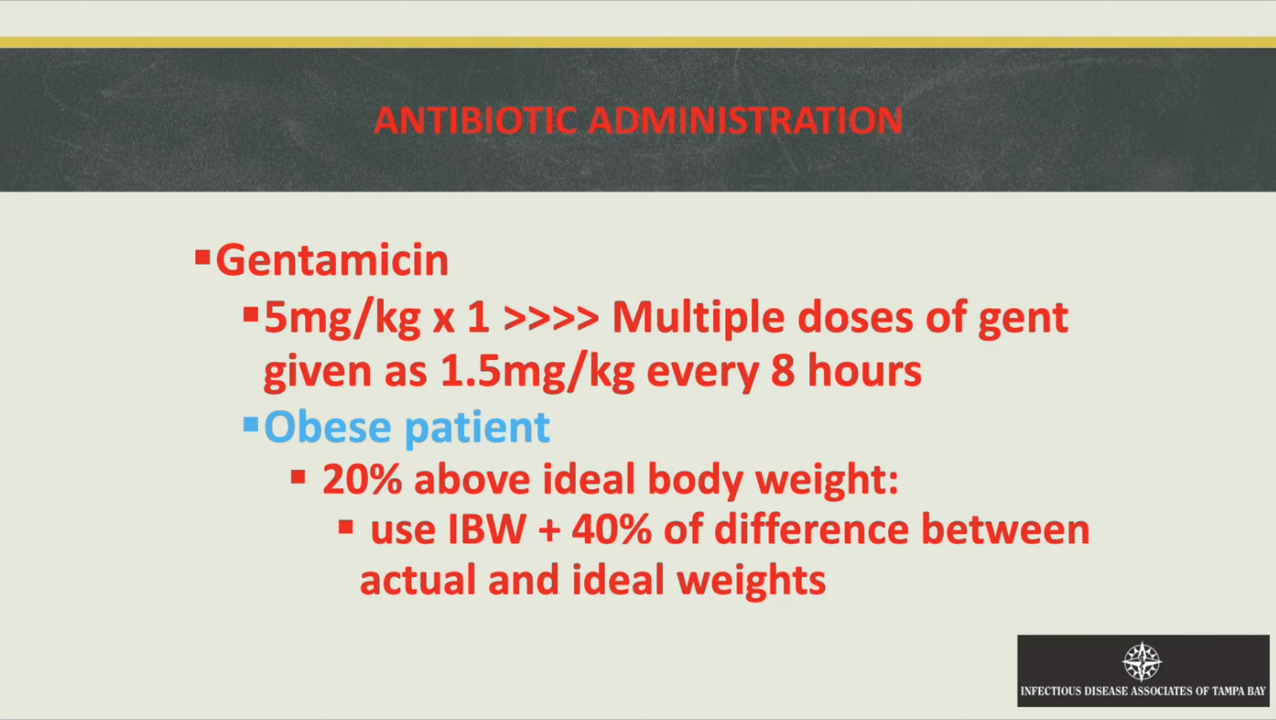 ANTIBIOTIC ADMINISTRATION
▪Gentamicin
▪5mg/kg x 1 >>>> Multiple doses of gent
given as 1.5mg/kg every 8 hours
▪Obese patient
▪ 20% above ideal body weight:
▪ use IBW + 40% of difference between
actual and ideal weights
INFECTIOUS DISEASE ASSOCIATES OF TAMPA BAY